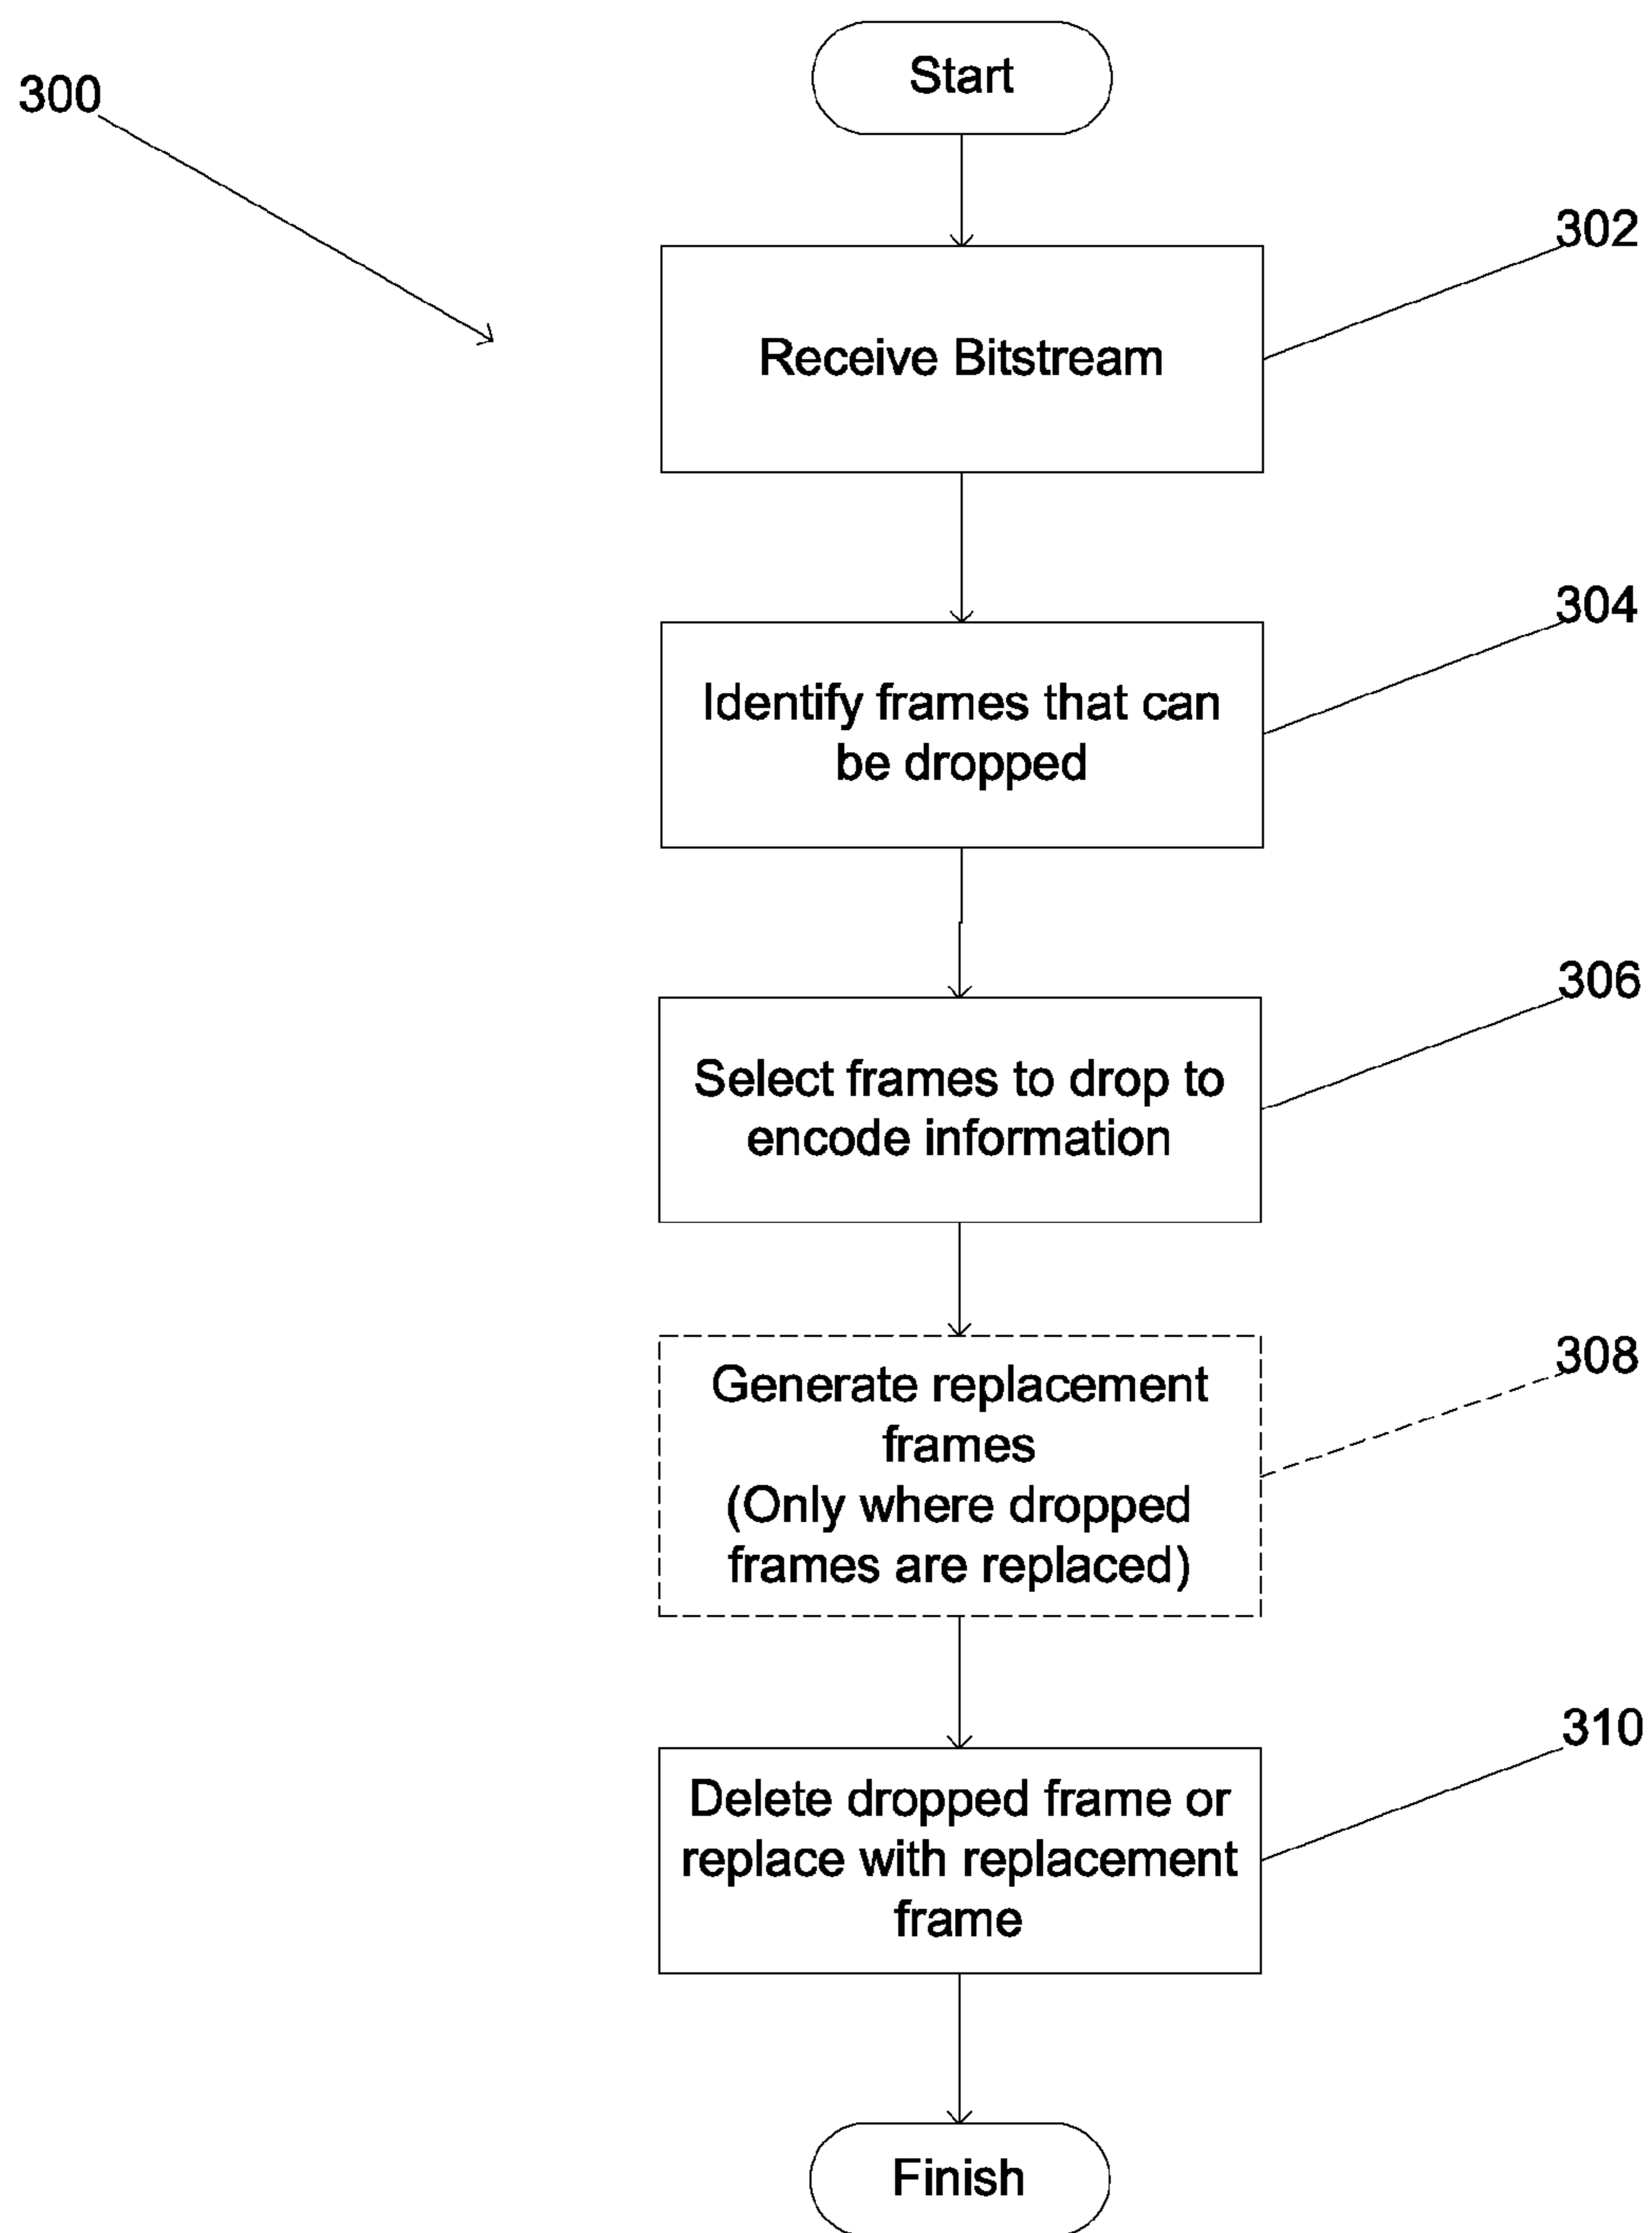 Start
300
302
Receive Bitstream
304
Identify frames that can
be dropped
306
Select frames to drop to
encode information
308
Generate replacement
frames
(Only where dropped
frames are replaced)
310
Delete dropped frame or
replace with replacement
frame
Finish